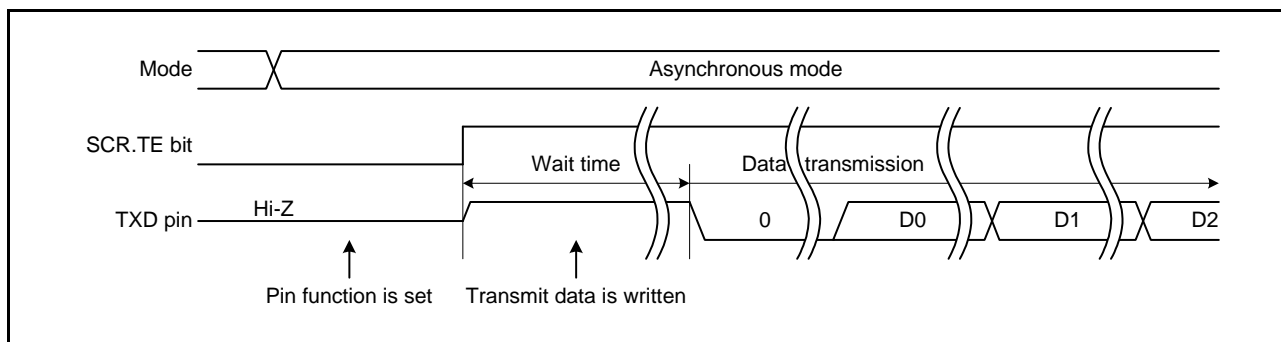 Mode
Asynchronous mode
SCR.TE bit
Wait time
Data transmission
TXD pin
Hi-Z
0
D0
D1
D2
Pin function is set
Transmit data is written